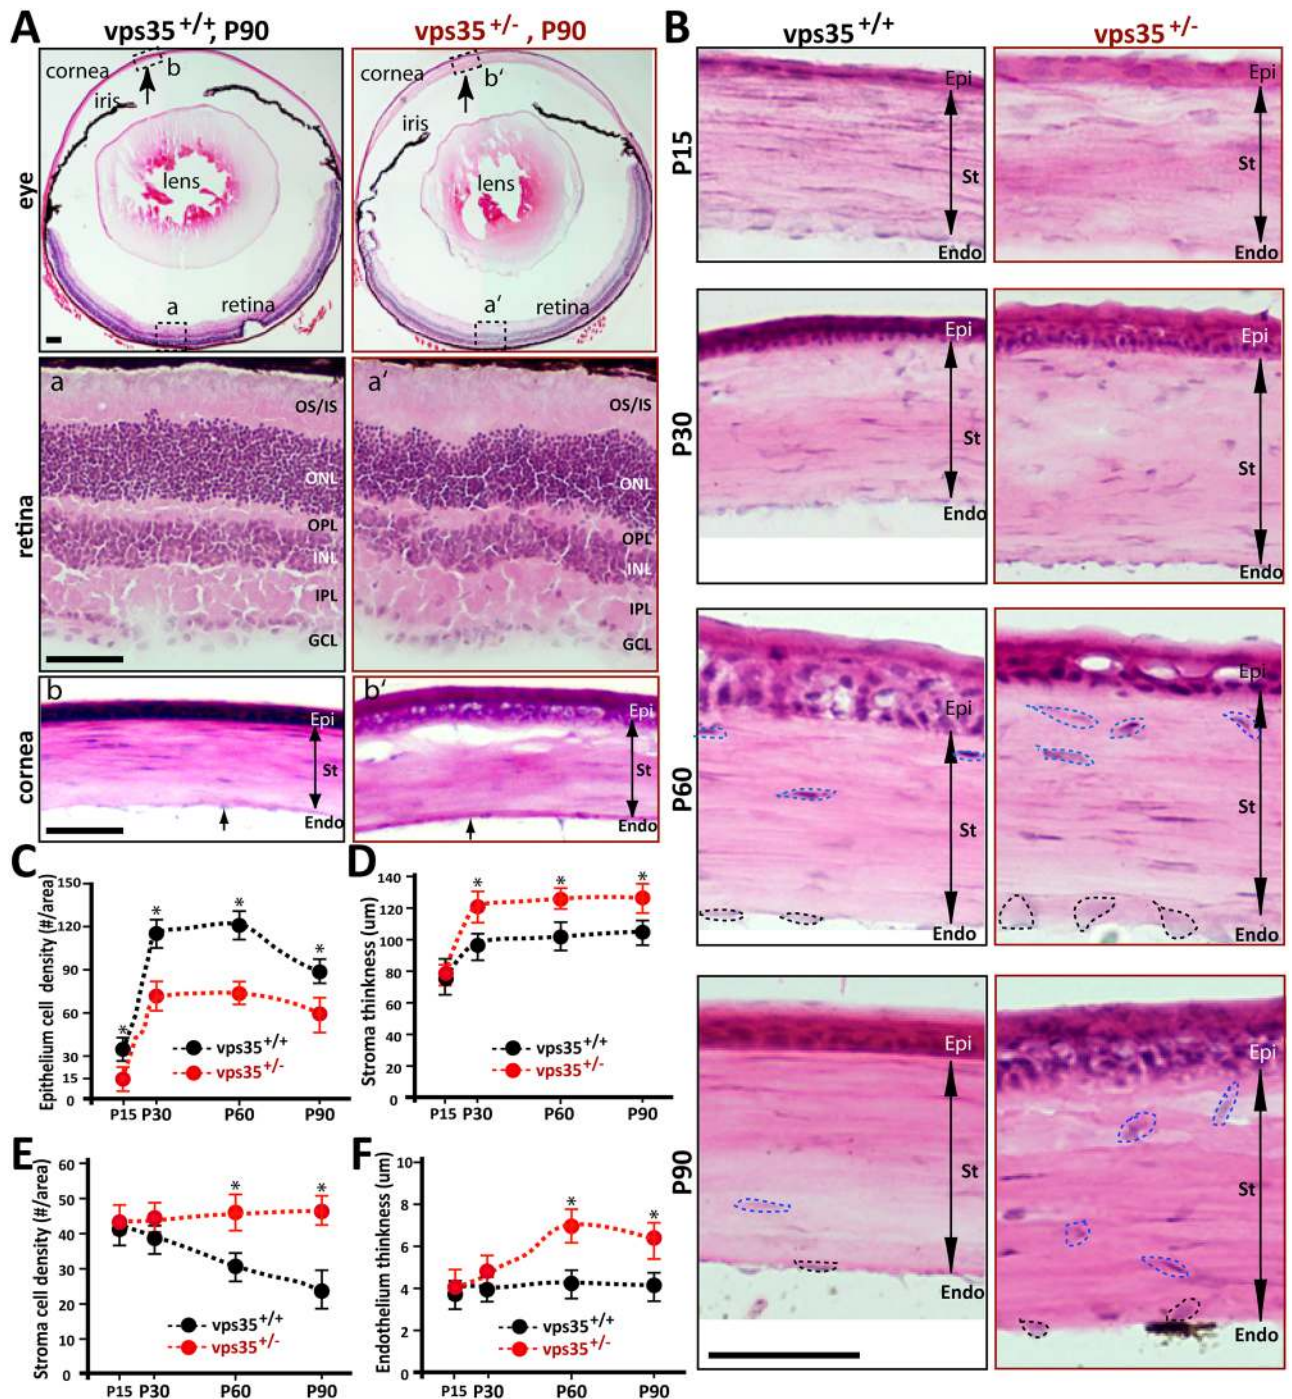 A
vps35 +/+, P90
vps35 +/- , P90
eye
cornea
b
iris
lens
a
retina
cornea
b'
iris
lens
a'
retina
retina
a
OS/IS
ONL
OPL
INL
IPL
GCL
a'
OS/IS
ONL
OPL
INL
IPL
GCL
cornea
b
Epi
St
Endo
b'
Epi
St
Endo
B
vps35 +/+
vps35 +/-
P15
Epi
St
Endo
Epi
St
Endo
P30
Epi
St
Endo
Epi
St
Endo
P60
Epi
St
Endo
Epi
St
Endo
P90
Epi
St
Epi
St
Endo
C
Epithelium cell density (#/area)
150
120
90
60
30
15
0
*
*
*
*
vps35+/+
vps35+/-
P15 P30 P60 P90
D
Stroma thinkness (um)
140
120
100
80
60
40
20
0
*
*
*
vps35+/+
vps35+/-
P15 P30 P60 P90
E
Stroma cell density (#/area)
60
50
40
30
20
10
0
*
*
vps35+/+
vps35+/-
P15 P30 P60 P90
F
Endothelium thinkness (um)
10
8
6
4
2
0
*
*
vps35+/+
vps35+/-
P15 P30 P60 P90